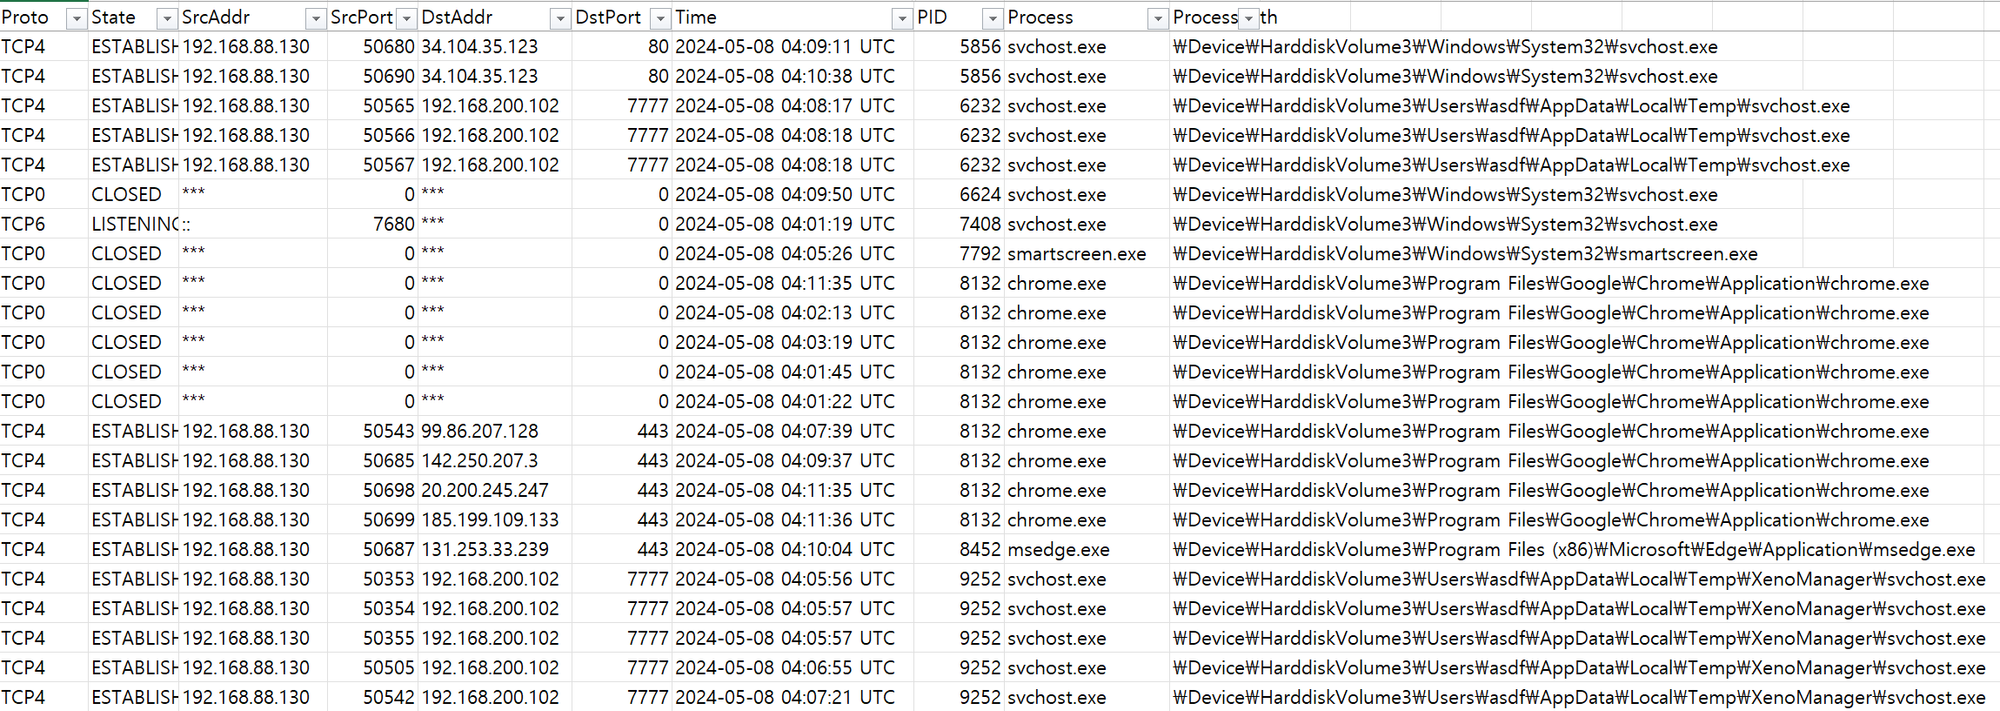 Proto State SrcAddr SrcPort DstAddr DstPort Time PID Process Process th
TCP4 ESTABLISH 192.168.88.130 50680 34.104.35.123 80 2024-05-08 04:09:11 UTC 5856 svchost.exe ₩Device₩HarddiskVolume3₩Windows₩System32₩svchost.exe
TCP4 ESTABLISH 192.168.88.130 50690 34.104.35.123 80 2024-05-08 04:10:38 UTC 5856 svchost.exe ₩Device₩HarddiskVolume3₩Windows₩System32₩svchost.exe
TCP4 ESTABLISH 192.168.88.130 50565 192.168.200.102 7777 2024-05-08 04:08:17 UTC 6232 svchost.exe ₩Device₩HarddiskVolume3₩Users₩asdf₩AppData₩Local₩Temp₩svchost.exe
TCP4 ESTABLISH 192.168.88.130 50566 192.168.200.102 7777 2024-05-08 04:08:18 UTC 6232 svchost.exe ₩Device₩HarddiskVolume3₩Users₩asdf₩AppData₩Local₩Temp₩svchost.exe
TCP4 ESTABLISH 192.168.88.130 50567 192.168.200.102 7777 2024-05-08 04:08:18 UTC 6232 svchost.exe ₩Device₩HarddiskVolume3₩Users₩asdf₩AppData₩Local₩Temp₩svchost.exe
TCP0 CLOSED *** 0 *** 0 2024-05-08 04:09:50 UTC 6624 svchost.exe ₩Device₩HarddiskVolume3₩Windows₩System32₩svchost.exe
TCP6 LISTENING :: 7680 *** 0 2024-05-08 04:01:19 UTC 7408 svchost.exe ₩Device₩HarddiskVolume3₩Windows₩System32₩svchost.exe
TCP0 CLOSED *** 0 *** 0 2024-05-08 04:05:26 UTC 7792 smartscreen.exe ₩Device₩HarddiskVolume3₩Windows₩System32₩smartscreen.exe
TCP0 CLOSED *** 0 *** 0 2024-05-08 04:11:35 UTC 8132 chrome.exe ₩Device₩HarddiskVolume3₩Program Files₩Google₩Chrome₩Application₩chrome.exe
TCP0 CLOSED *** 0 *** 0 2024-05-08 04:02:13 UTC 8132 chrome.exe ₩Device₩HarddiskVolume3₩Program Files₩Google₩Chrome₩Application₩chrome.exe
TCP0 CLOSED *** 0 *** 0 2024-05-08 04:03:19 UTC 8132 chrome.exe ₩Device₩HarddiskVolume3₩Program Files₩Google₩Chrome₩Application₩chrome.exe
TCP0 CLOSED *** 0 *** 0 2024-05-08 04:01:45 UTC 8132 chrome.exe ₩Device₩HarddiskVolume3₩Program Files₩Google₩Chrome₩Application₩chrome.exe
TCP0 CLOSED *** 0 *** 0 2024-05-08 04:01:22 UTC 8132 chrome.exe ₩Device₩HarddiskVolume3₩Program Files₩Google₩Chrome₩Application₩chrome.exe
TCP4 ESTABLISH 192.168.88.130 50543 99.86.207.128 443 2024-05-08 04:07:39 UTC 8132 chrome.exe ₩Device₩HarddiskVolume3₩Program Files₩Google₩Chrome₩Application₩chrome.exe
TCP4 ESTABLISH 192.168.88.130 50685 142.250.207.3 443 2024-05-08 04:09:37 UTC 8132 chrome.exe ₩Device₩HarddiskVolume3₩Program Files₩Google₩Chrome₩Application₩chrome.exe
TCP4 ESTABLISH 192.168.88.130 50698 20.200.245.247 443 2024-05-08 04:11:35 UTC 8132 chrome.exe ₩Device₩HarddiskVolume3₩Program Files₩Google₩Chrome₩Application₩chrome.exe
TCP4 ESTABLISH 192.168.88.130 50699 185.199.109.133 443 2024-05-08 04:11:36 UTC 8132 chrome.exe ₩Device₩HarddiskVolume3₩Program Files₩Google₩Chrome₩Application₩chrome.exe
TCP4 ESTABLISH 192.168.88.130 50687 131.253.33.239 443 2024-05-08 04:10:04 UTC 8452 msedge.exe ₩Device₩HarddiskVolume3₩Program Files (x86)₩Microsoft₩Edge₩Application₩msedge.exe
TCP4 ESTABLISH 192.168.88.130 50353 192.168.200.102 7777 2024-05-08 04:05:56 UTC 9252 svchost.exe ₩Device₩HarddiskVolume3₩Users₩asdf₩AppData₩Local₩Temp₩XenoManager₩svchost.exe
TCP4 ESTABLISH 192.168.88.130 50354 192.168.200.102 7777 2024-05-08 04:05:57 UTC 9252 svchost.exe ₩Device₩HarddiskVolume3₩Users₩asdf₩AppData₩Local₩Temp₩XenoManager₩svchost.exe
TCP4 ESTABLISH 192.168.88.130 50355 192.168.200.102 7777 2024-05-08 04:05:57 UTC 9252 svchost.exe ₩Device₩HarddiskVolume3₩Users₩asdf₩AppData₩Local₩Temp₩XenoManager₩svchost.exe
TCP4 ESTABLISH 192.168.88.130 50505 192.168.200.102 7777 2024-05-08 04:06:55 UTC 9252 svchost.exe ₩Device₩HarddiskVolume3₩Users₩asdf₩AppData₩Local₩Temp₩XenoManager₩svchost.exe
TCP4 ESTABLISH 192.168.88.130 50542 192.168.200.102 7777 2024-05-08 04:07:21 UTC 9252 svchost.exe ₩Device₩HarddiskVolume3₩Users₩asdf₩AppData₩Local₩Temp₩XenoManager₩svchost.exe